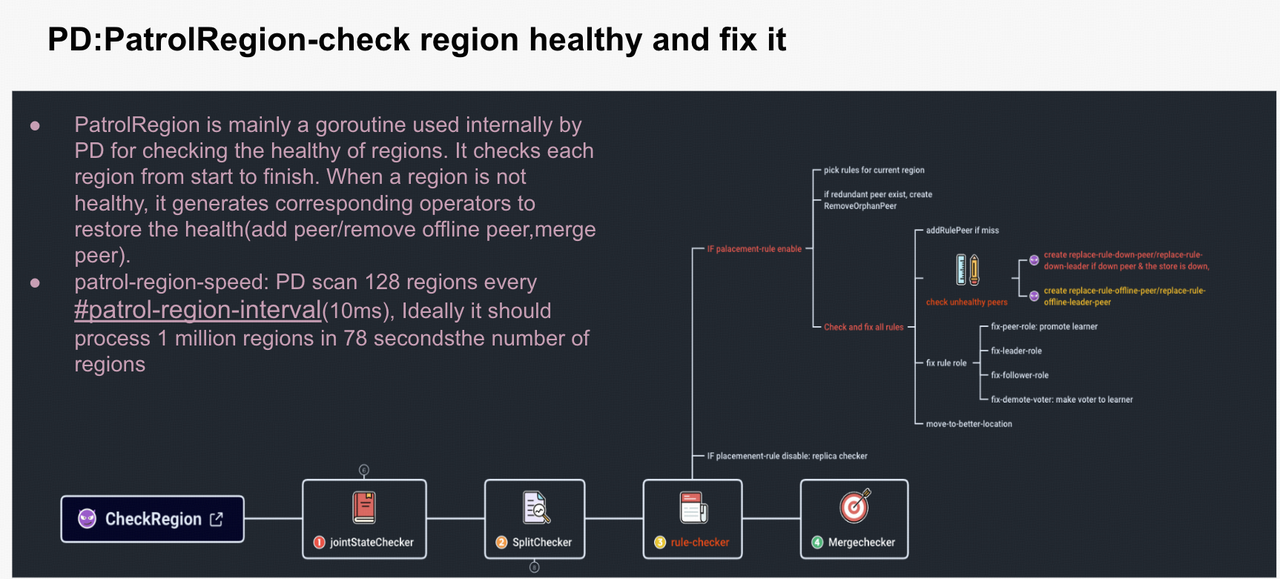 PD:PatrolRegion-check region healthy and fix it
● PatrolRegion is mainly a goroutine used internally by
PD for checking the healthy of regions. It checks each
region from start to finish. When a region is not
healthy, it generates corresponding operators to
restore the health(add peer/remove offline peer,merge
peer).
● patrol-region-speed: PD scan 128 regions every
#patrol-region-interval(10ms), Ideally it should
process 1 million regions in 78 secondsthe number of
regions
pick rules for current region
if redundant peer exist, create
RemoveOrphanPeer
IF palacement-rule enable
addRulePeer if miss
create replace-rule-down-peer/replace-rule-
down-leader if down peer & the store is down,
create replace-rule-offline-peer/replace-rule-
offline-leader-peer
check unhealthy peers
Check and fix all rules
fix-peer-role: promote learner
fix-leader-role
fix rule role
fix-follower-role
fix-demote-voter: make voter to learner
move-to-better-location
IF placemenent-rule disable: replica checker
CheckRegion
1 jointStateChecker
2 SplitChecker
3 rule-checker
4 Mergechecker